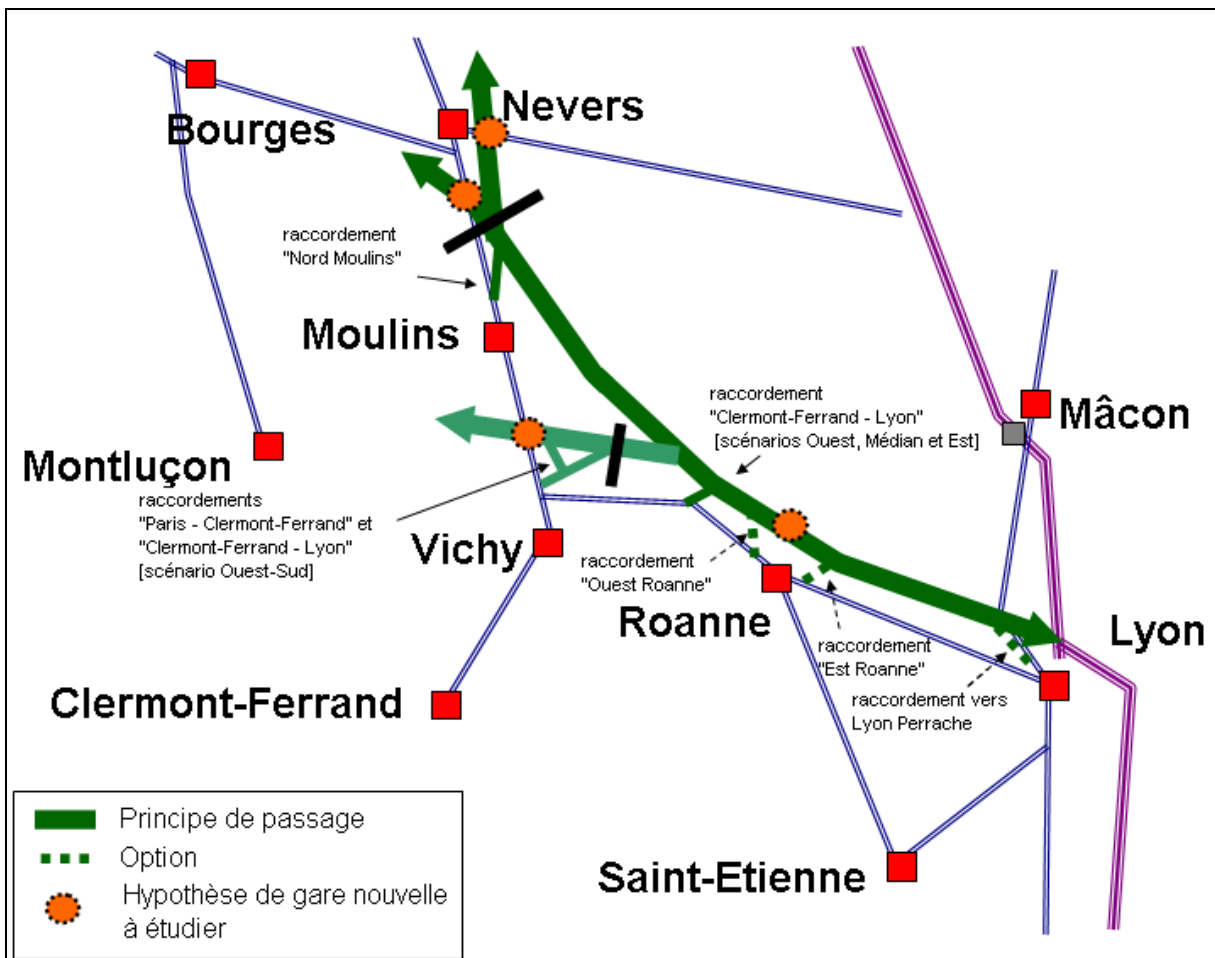 Nevers
Bourges
raccordement
"Nord Moulins"
Moulins
raccordement
"Clermont-Ferrand - Lyon"
[scénarios Ouest, Médian et Est]
Mâcon
Montluçon
raccordements
"Paris - Clermont-Ferrand" et
"Clermont-Ferrand - Lyon"
[scénario Ouest-Sud]
Vichy
raccordement
"Ouest Roanne"
Roanne
Lyon
raccordement
"Est Roanne"
raccordement vers
Lyon Perrache
Clermont-Ferrand
Saint-Etienne
Principe de passage
Option
Hypothèse de gare nouvelle
à étudier